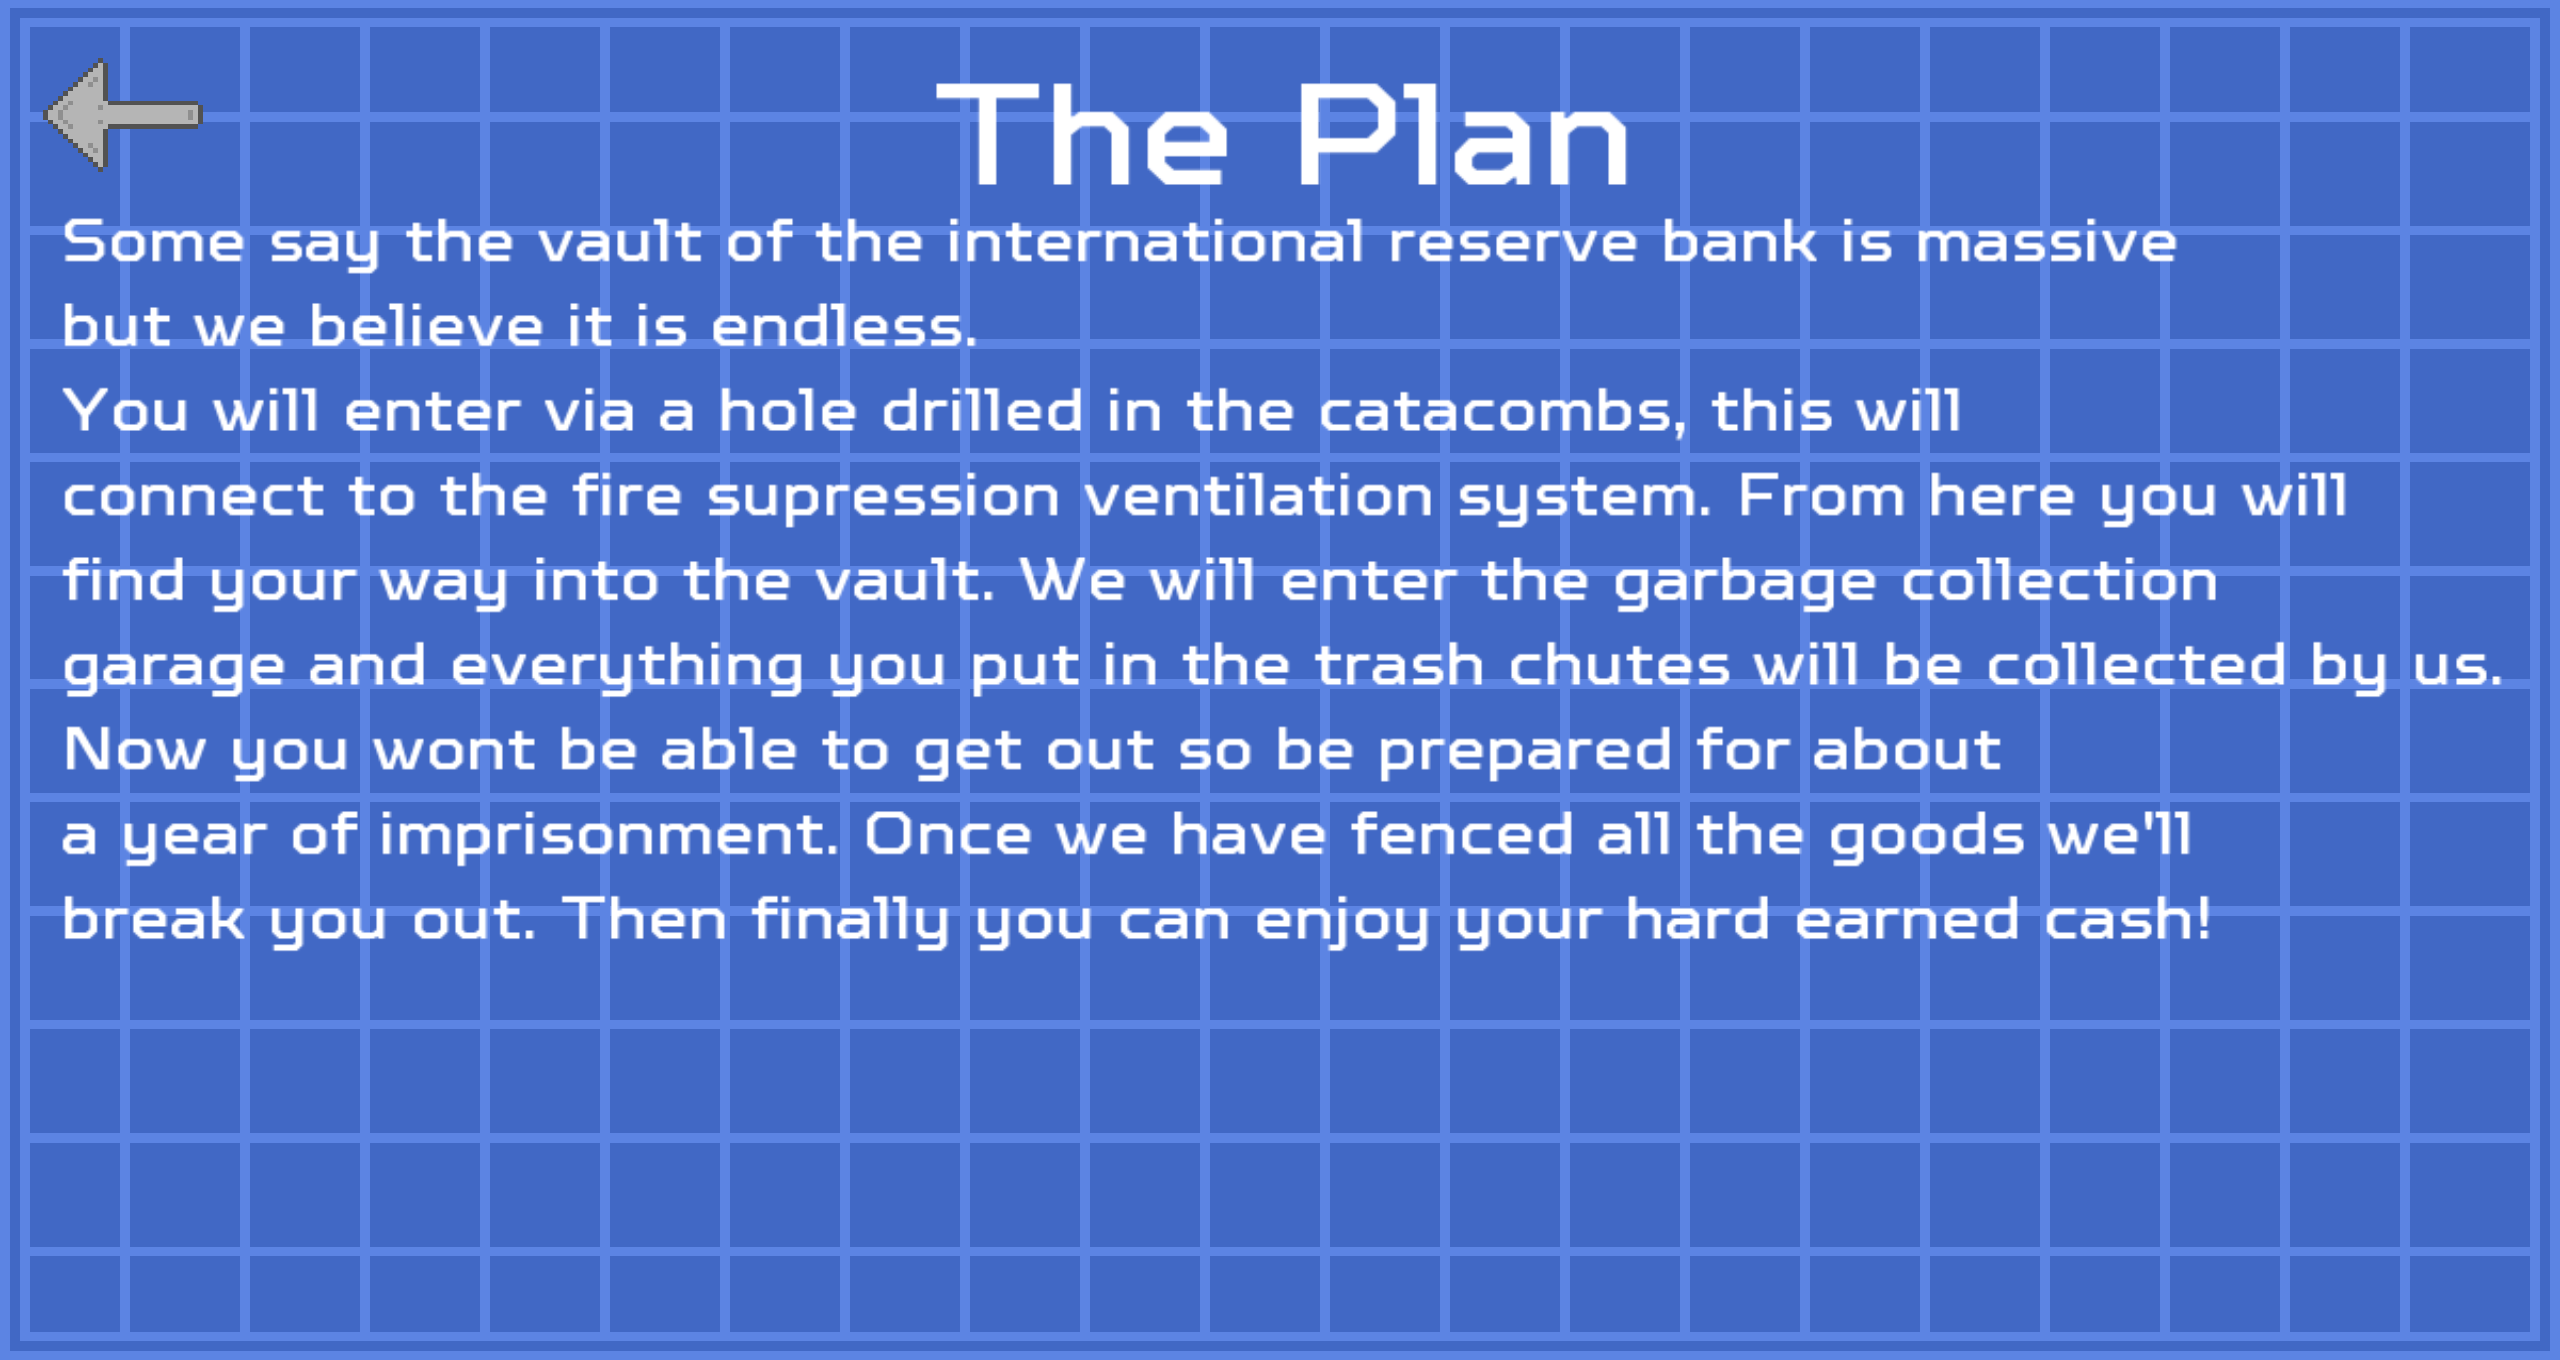 The Plan
Some say the vault of the international reserve bank is massive
but we believe it is endless.
You will enter via a hole drilled in the catacombs, this will
connect to the fire supression ventilation system. From here you will
find your way into the vault. We will enter the garbage collection
garage and everything you put in the trash chutes will be collected by us.
Now you wont be able to get out so be prepared for about
a year of imprisonment. Once we have fenced all the goods we'll
break you out. Then finally you can enjoy your hard earned cash!